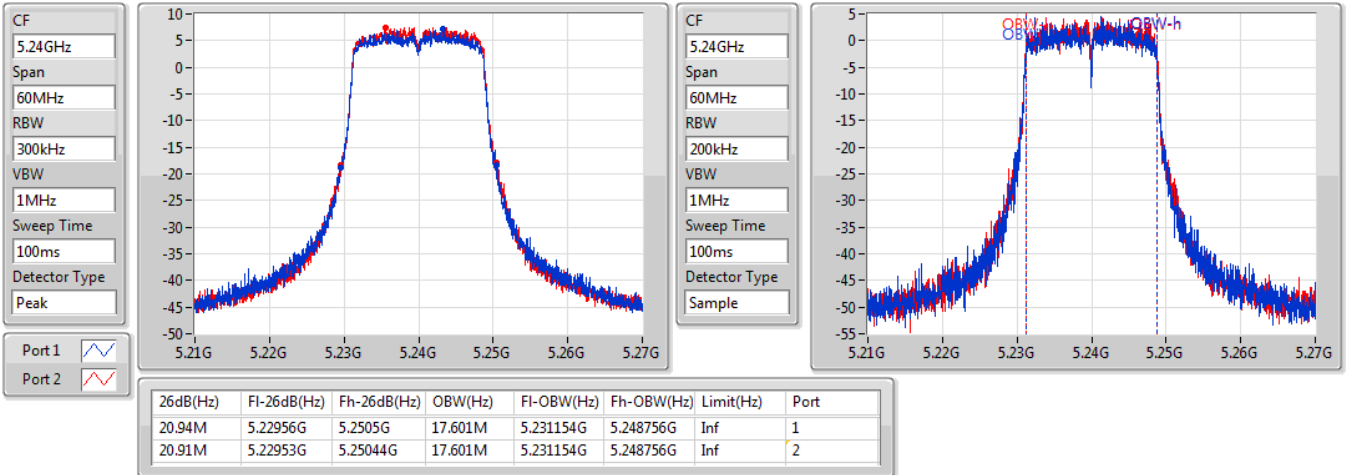 CF
5.24GHz
Span
60MHz
RBW
300kHz
VBW
1MHz
Sweep Time
100ms
Detector Type
Peak
10
5
0
-5
-10
-15
-20
-25
-30
-35
-40
-45
-50
5.21G 5.22G 5.23G 5.24G 5.25G 5.26G 5.27G
CF
5.24GHz
Span
60MHz
RBW
200kHz
VBW
1MHz
Sweep Time
100ms
Detector Type
Sample
OBW-h
5
0
-5
-10
-15
-20
-25
-30
-35
-40
-45
-50
-55
5.21G 5.22G 5.23G 5.24G 5.25G 5.26G 5.27G
Port 1
Port 2
26dB(Hz) Fl-26dB(Hz) Fh-26dB(Hz) OBW(Hz) Fl-OBW(Hz) Fh-OBW(Hz) Limit(Hz) Port
20.94M 5.22956G 5.2505G 17.601M 5.231154G 5.248756G Inf 1
20.91M 5.22953G 5.25044G 17.601M 5.231154G 5.248756G Inf 2